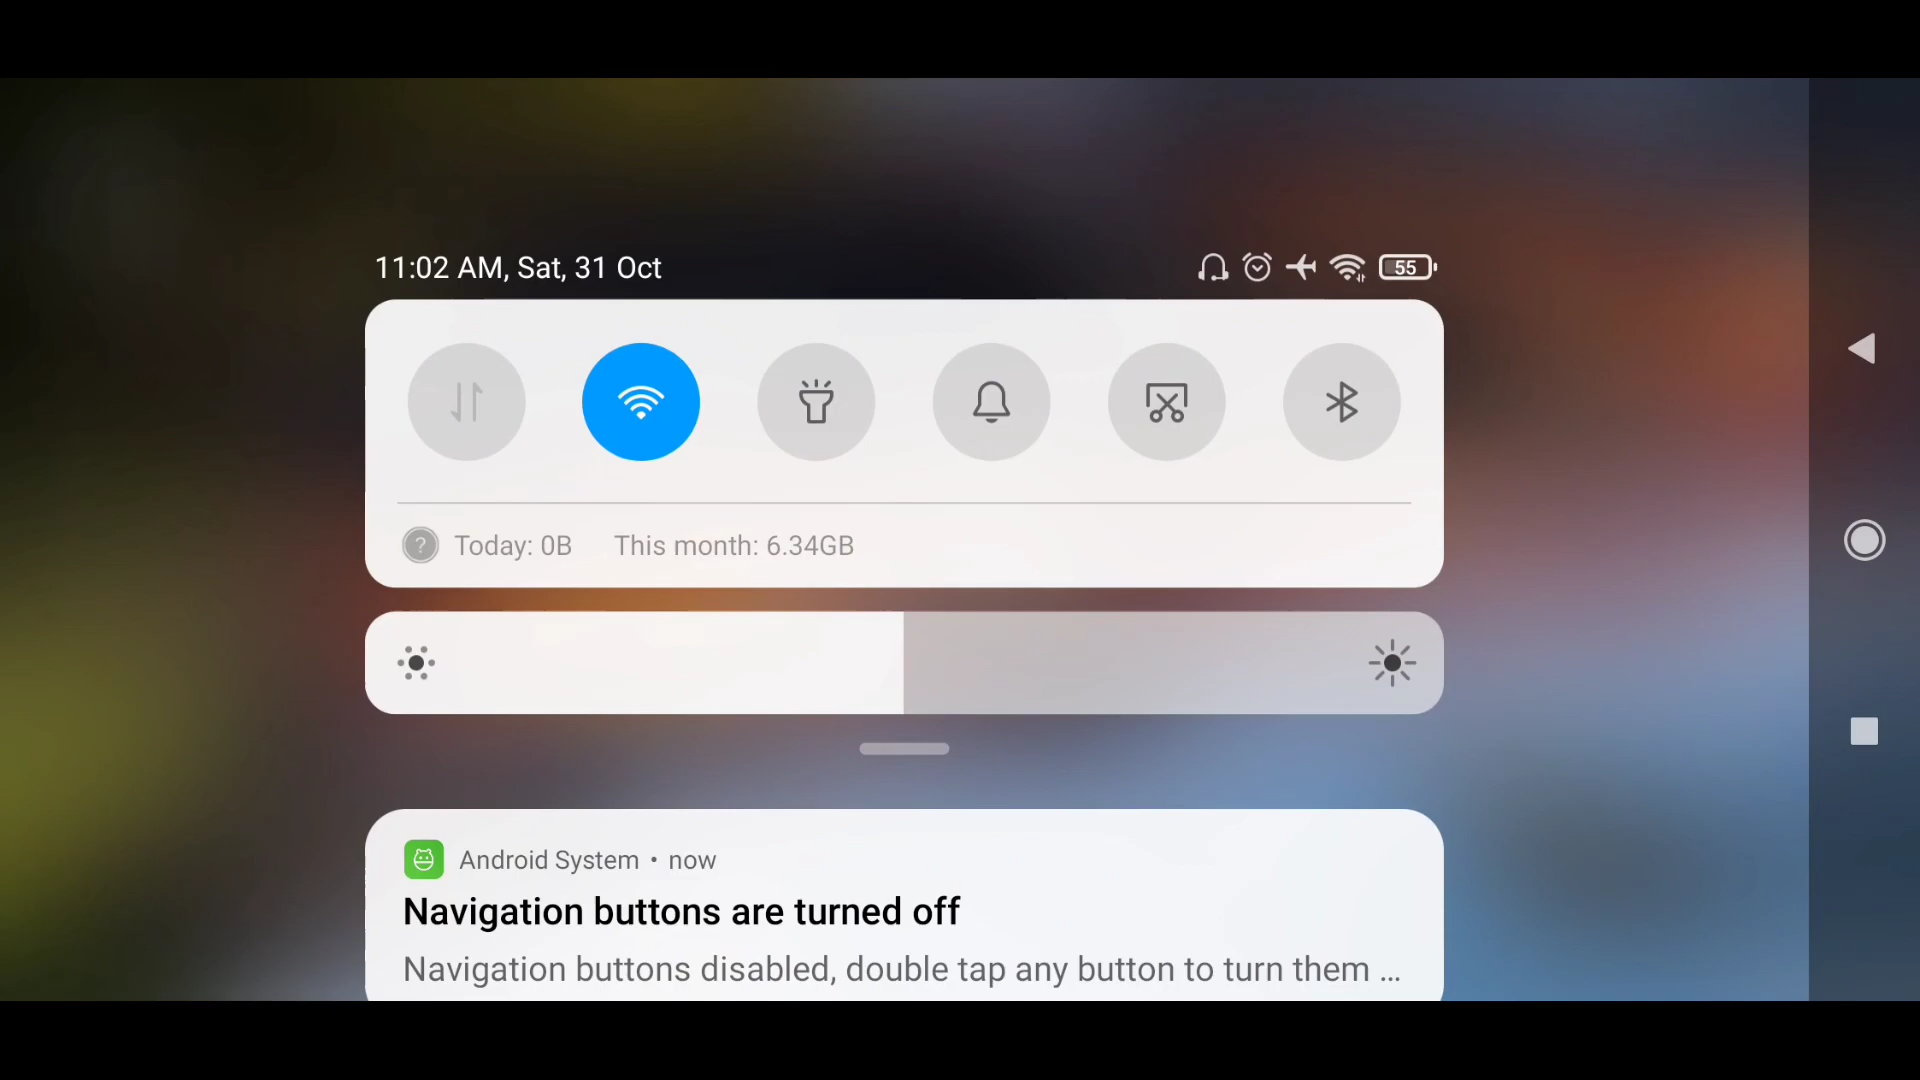 11:02 AM, Sat, 31 Oct
55
? Today: 0B This month: 6.34GB
Android System • now
Navigation buttons are turned off
Navigation buttons disabled, double tap any button to turn them ...